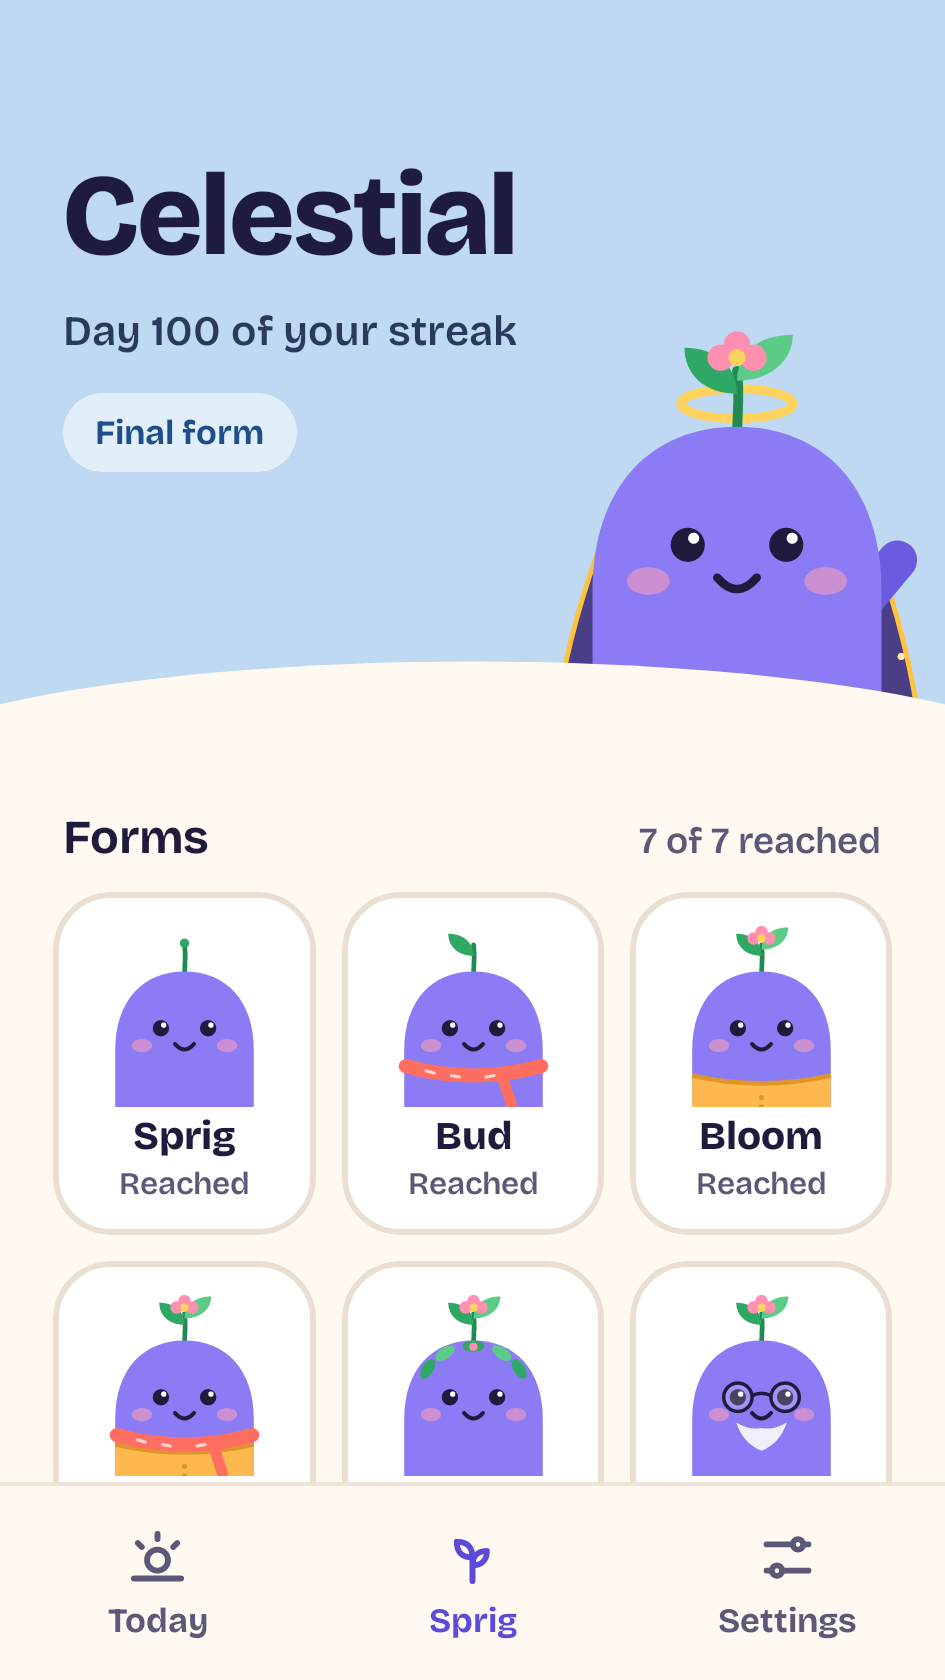 Celestial
Day 100 of your streak
Final form
Forms
7 of 7 reached
Sprig
Reached
Bud
Reached
Bloom
Reached
Today
Sprig
Settings